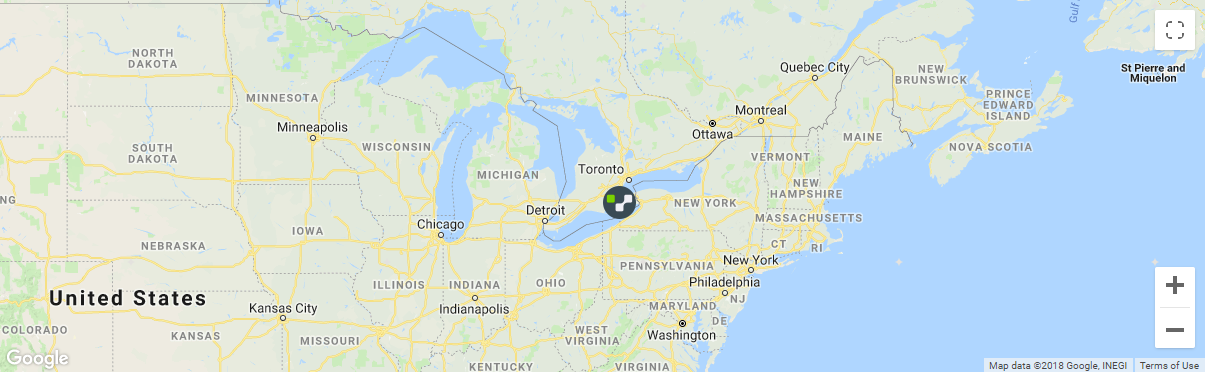 Gulf
NORTH
DAKOTA
Quebec City
NEW
BRUNSWICK
St Pierre and
Miquelon
MINNESOTA
PRINCE
EDWARD
ISLAND
Montreal
Minneapolis
Ottawa
MAINE
SOUTH
DAKOTA
WISCONSIN
NOVA SCOTIA
VERMONT
Toronto
MICHIGAN
NEW
HAMPSHIRE
NEW YORK
Detroit
MASSACHUSETTS
Chicago
IOWA
CT
RI
NEBRASKA
New York
PENNSYLVANIA
ILLINOIS
INDIANA
OHIO
Philadelphia
United States
NJ
Kansas City
Indianapolis
MARYLAND
DE
COLORADO
KANSAS
MISSOURI
WEST
VIRGINIA
Washington
Google
KENTUCKY
VIRGINIA
Map data ©2018 Google, INEGI
Terms of Use